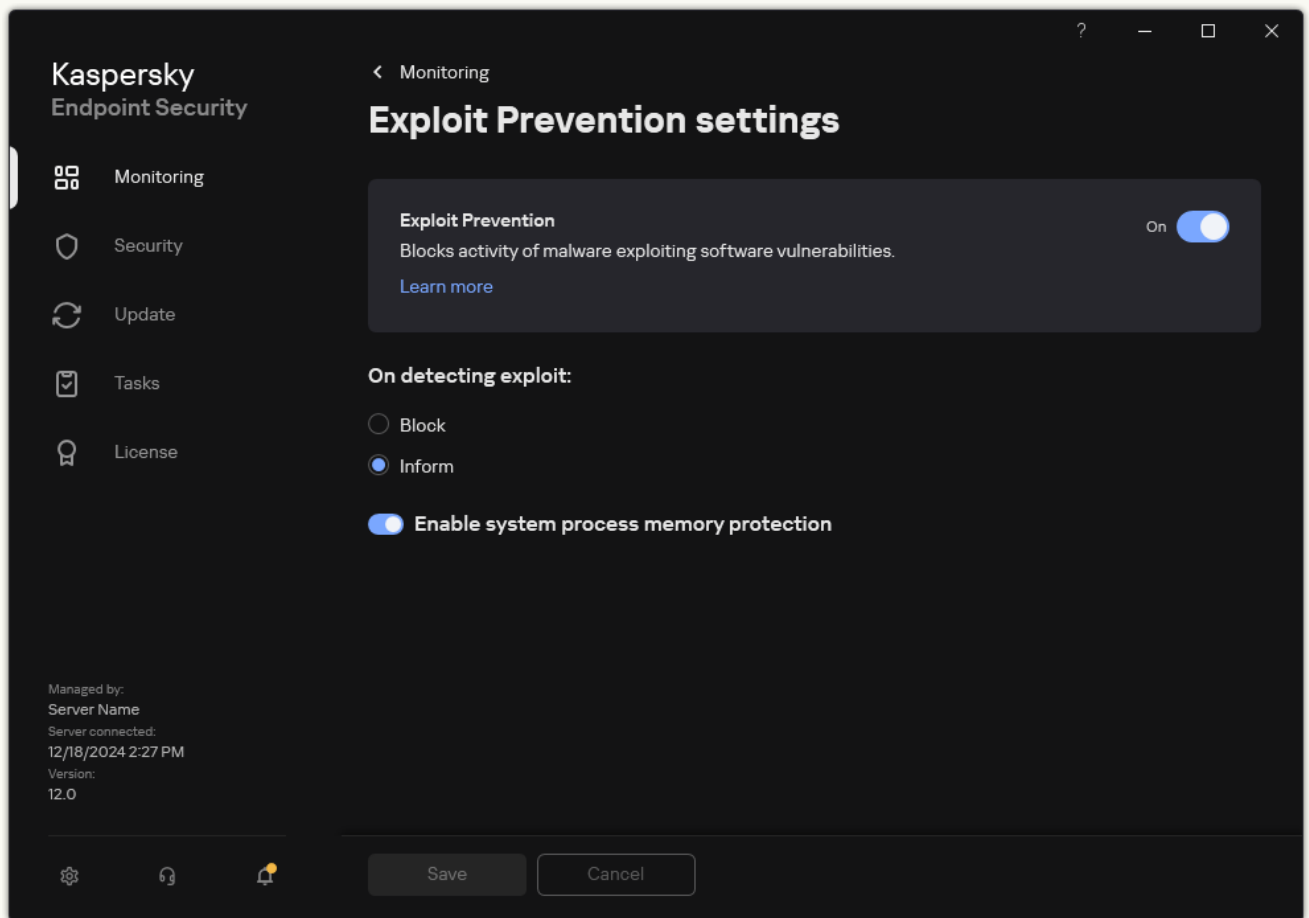 ?
Kaspersky
Endpoint Security
Monitoring
Security
Update
Tasks
License
Managed by:
Server Name
Server connected:
12/18/2024 2:27 PM
Version:
12.0
Monitoring
Exploit Prevention settings
Exploit Prevention
Blocks activity of malware exploiting software vulnerabilities.
Learn more
On
On detecting exploit:
Block
Inform
Enable system process memory protection
Save
Cancel